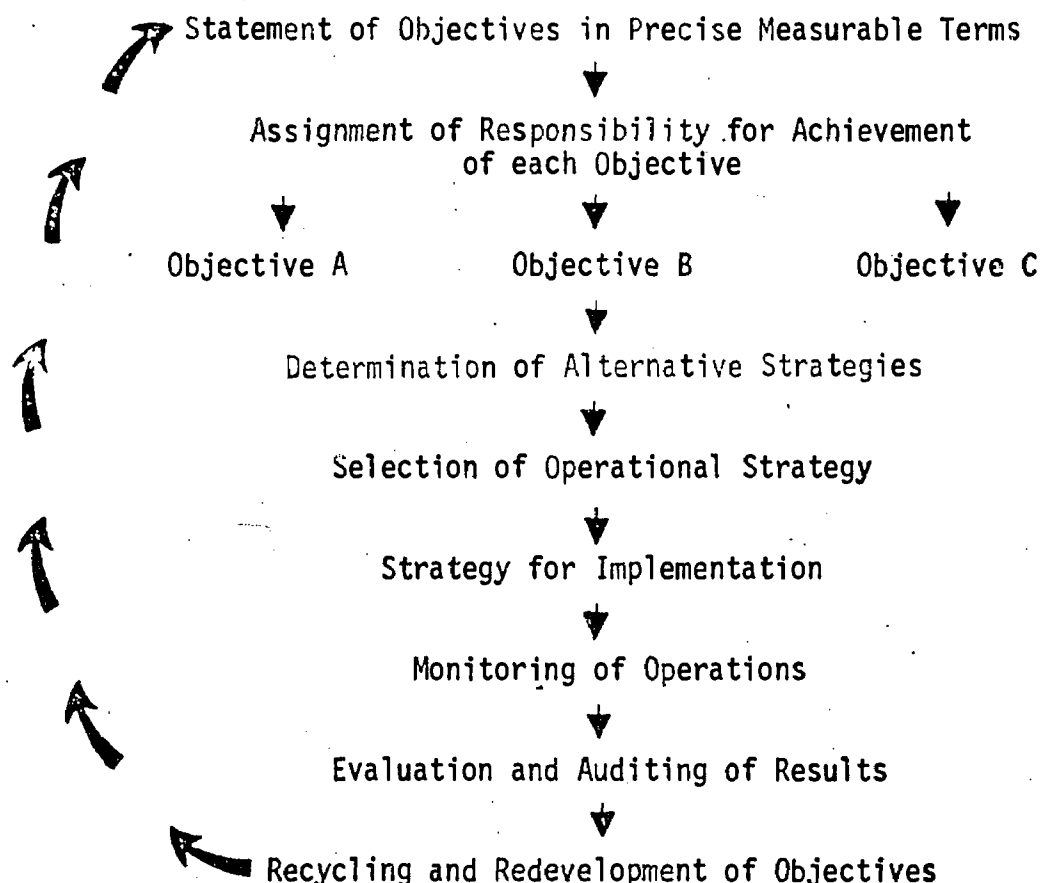 Statement of Objectives in Precise Measurable Terms
Assignment of Responsibility for Achievement
of each Objective
Objective A Objective B Objective C
Determination of Alternative Strategies
Selection of Operational Strategy
Strategy for Implementation
Monitoring of Operations
Evaluation and Auditing of Results
Recycling and Redevelopment of Objectives